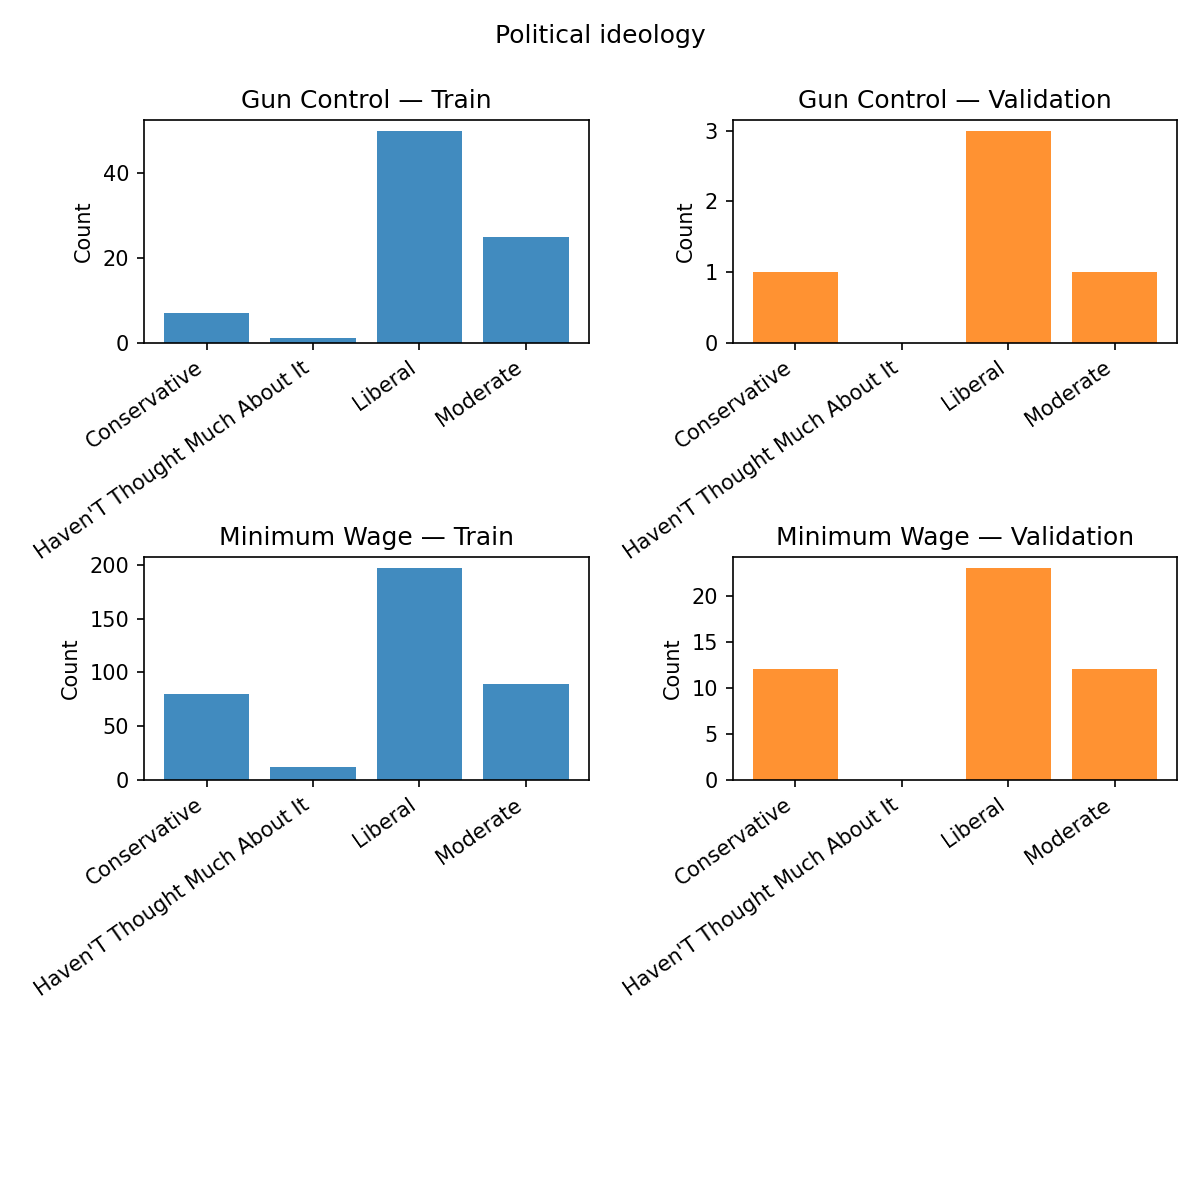 Political ideology
Gun Control — Train
Count
40
20
0
Conservative
Haven'T Thought Much About It
Liberal
Moderate
Gun Control — Validation
Count
3
2
1
0
Conservative
Haven'T Thought Much About It
Liberal
Moderate
Minimum Wage — Train
Count
200
150
100
50
0
Conservative
Haven'T Thought Much About It
Liberal
Moderate
Minimum Wage — Validation
Count
20
15
10
5
0
Conservative
Haven'T Thought Much About It
Liberal
Moderate